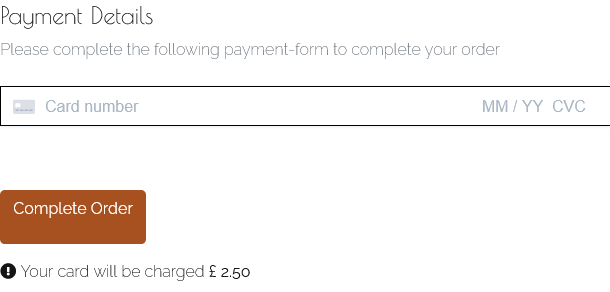 Payment Details
Please complete the following payment-form to complete your order
Card number MM / YY CVC
Complete Order
Your card will be charged £ 2.50